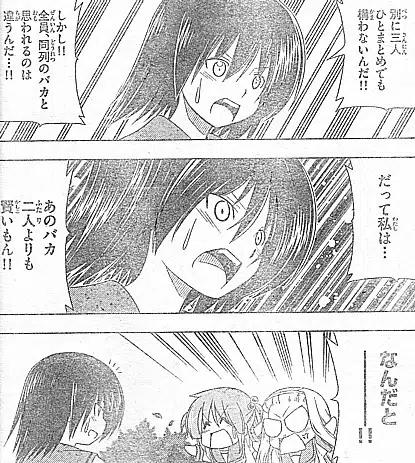 別に三人
ひとまとめでも
構わないんだ!!
しかし!!
全員、同列のバカと
思われるのは
違うんだ…!!
だって私は…
あのバカ
二人よりも
賢いもん!!
なんだと
!!